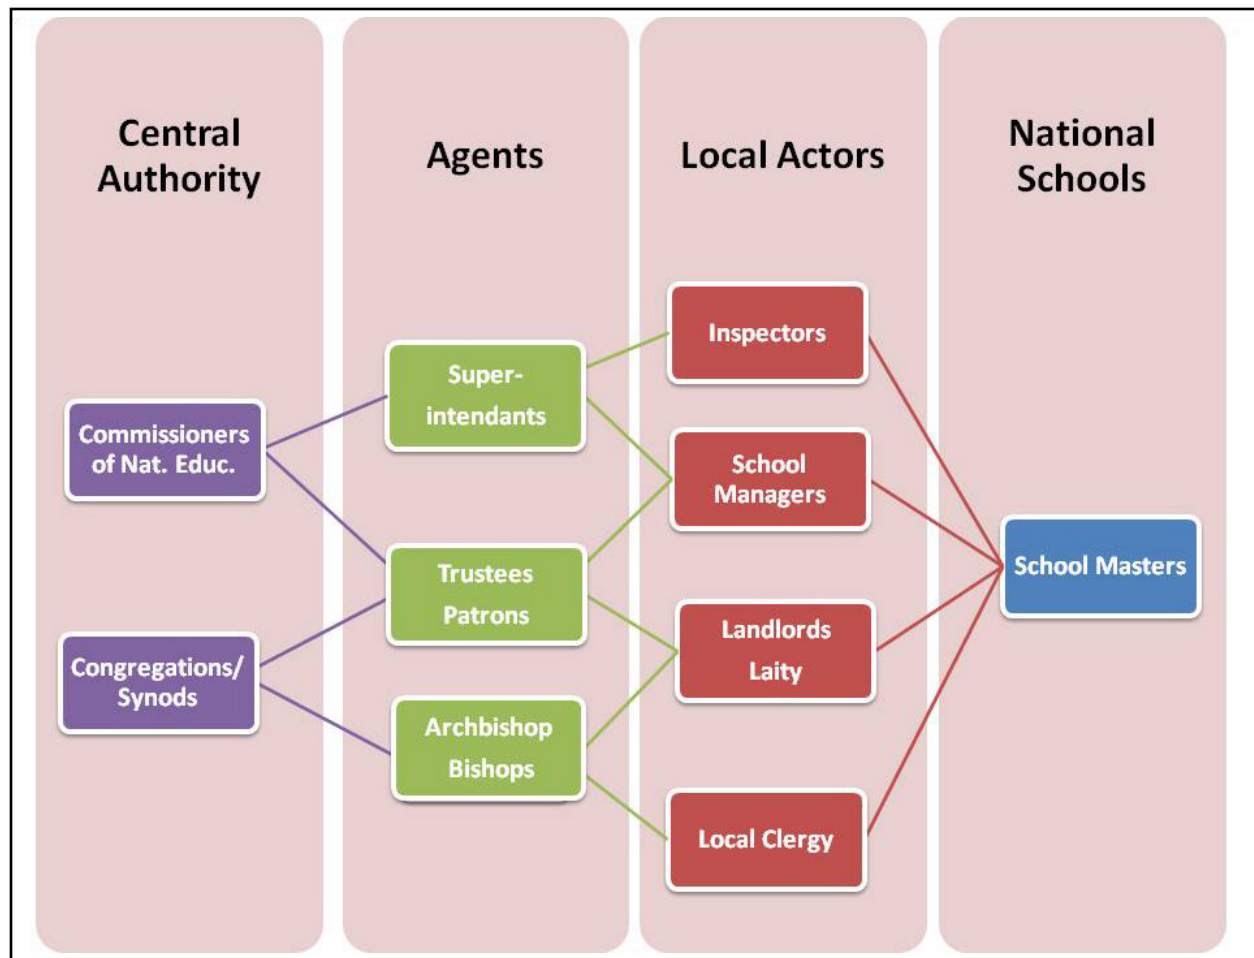 Central
Authority
Agents
Local Actors
National
Schools
Commissioners
of Nat. Educ.
Congregations/
Synods
Super-
intendants
Trustees
Patrons
Archbishop
Bishops
Inspectors
School
Managers
Landlords
Laity
Local Clergy
School Masters